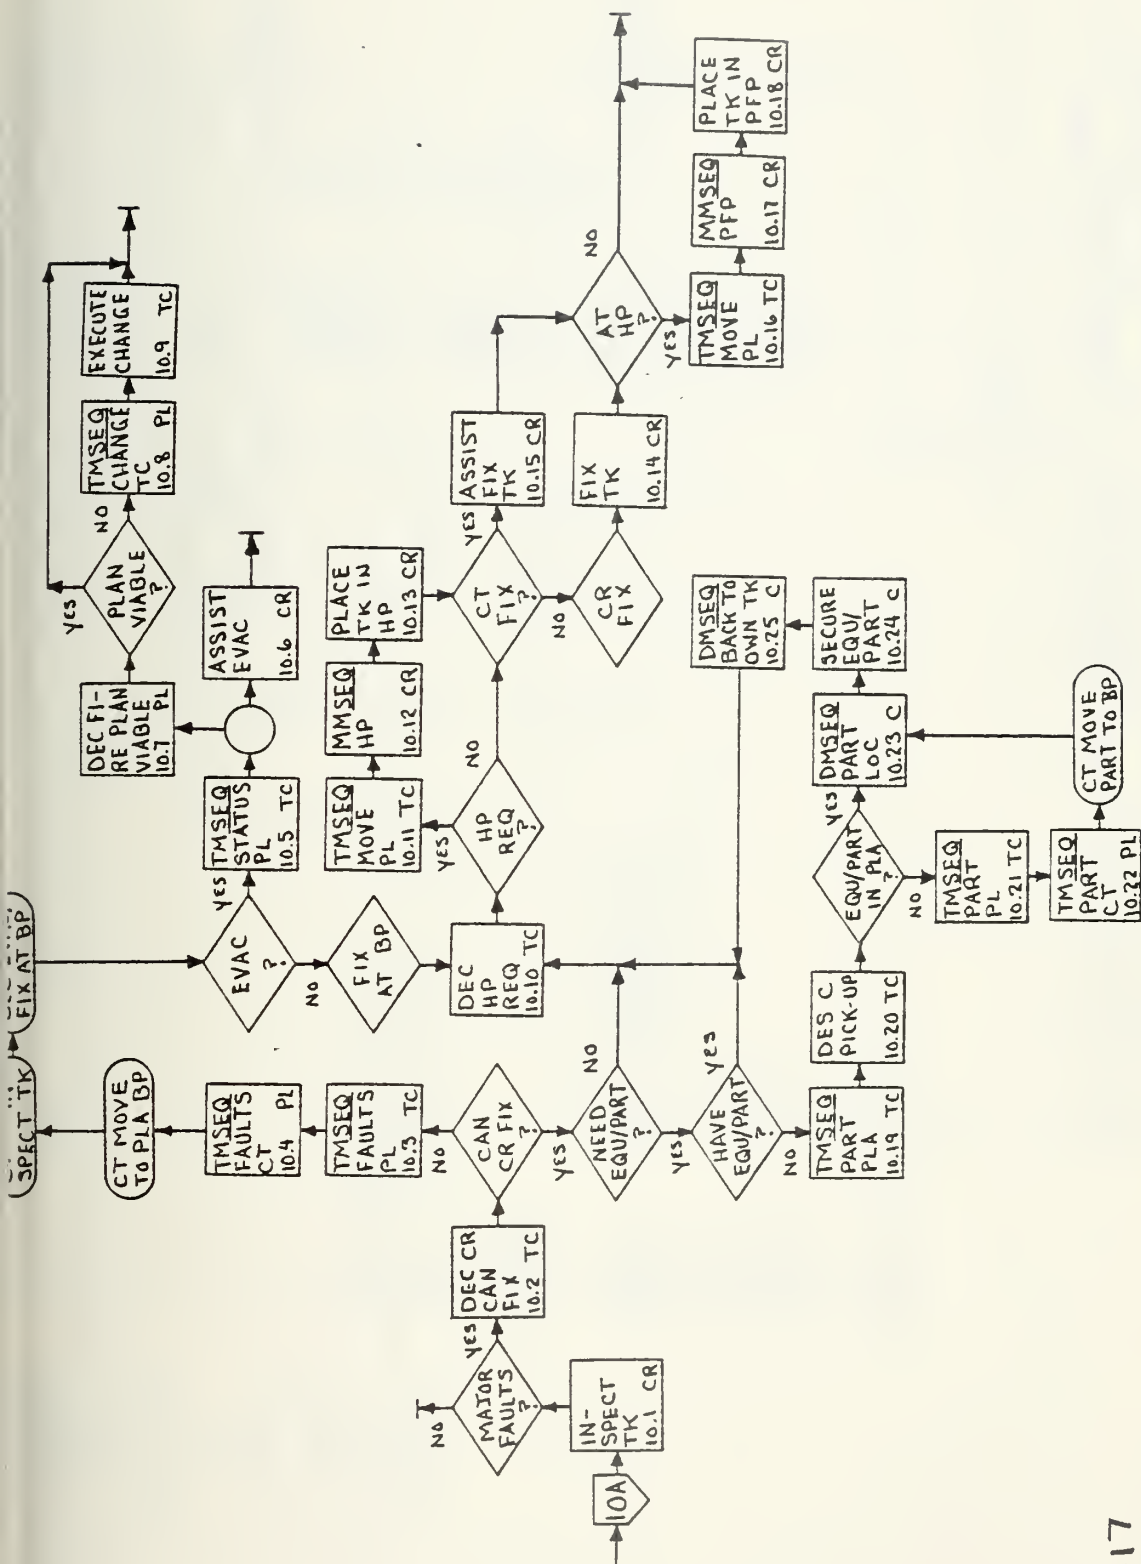 10A
IN-
SPECT
TK
10.1 CR
MAJOR
FAULTS
?
NO
YES
DEC CR
CAN
FIX
10.2 TC
CAN
CR FIX
?
NO
YES
TMSEQ
FAULTS
PL
10.3 TC
TMSEQ
FAULTS
CT
10.4 PL
CT MOVE
TO PLA BP
SPECT TK
FIX AT BP
EVAC
?
YES
NO
TMSEQ
STATUS
PL
10.5 TC
ASSIST
EVAC
10.6 CR
DEC FI-
RE PLAN
VIABLE
10.7 PL
PLAN
VIABLE
?
YES
NO
TMSEQ
CHANGE
TC
10.8 PL
EXECUTE
CHANGE
10.9 TC
FIX
AT BP
DEC
HP
REQ
10.10 TC
HP
REQ
?
YES
NO
TMSEQ
MOVE
PL
10.11 TC
MMSEQ
HP
10.12 CR
PLACE
TK IN
HP
10.13 CR
CT
FIX
?
YES
NO
CR
FIX
FIX
TK
10.14 CR
ASSIST
FIX
TK
10.15 CR
AT
HP
?
NO
YES
TMSEQ
MOVE
PL
10.16 TC
MMSEQ
PFP
10.17 CR
PLACE
TK IN
PFP
10.18 CR
NEED
EQU/PART
?
NO
YES
HAVE
EQU/PART
?
YES
NO
TMSEQ
PART
PLA
10.19 TC
DES C
PICK-UP
10.20 TC
EQU/PART
IN PLA
?
YES
NO
TMSEQ
PART
PL
10.21 TC
TMSEQ
PART
CT
10.22 PL
CT MOVE
PART TO BP
DMSEQ
PART
LOC
10.23 C
SECURE
EQU/
PART
10.24 C
DMSEQ
BACK TO
OWN TK
10.25 C
17